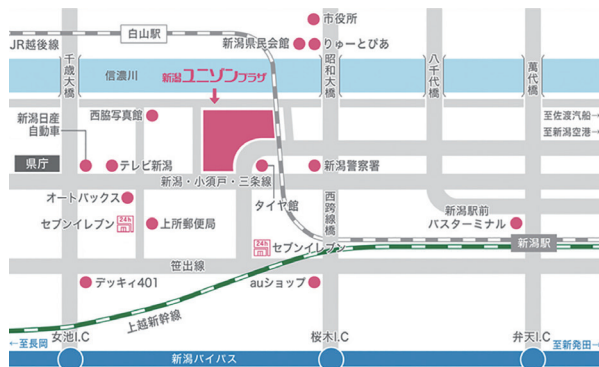 市役所
白山駅
新潟県民会館
りゅーとぴあ
JR越後線
千歳大橋
信濃川
新潟ユニゾンプラザ
昭和大橋
八千代橋
萬代橋
新潟日産
自動車
西脇写真館
至佐渡汽船→
至新潟空港→
県庁
テレビ新潟
新潟警察署
新潟・小須戸・三条線
タイヤ館
オートバックス
西跨線橋
新潟駅前
バスターミナル
セブンイレブン
24h
上所郵便局
24h
セブンイレブン
新潟駅
笹出線
デッキィ401
auショップ
上越新幹線
女池I.C
桜木I.C
弁天I.C
←至長岡
至新発田→
新潟バイパス